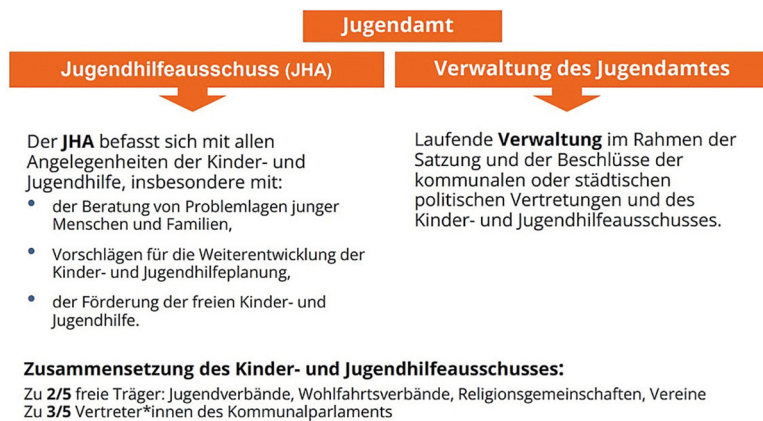 Jugendamt
Jugendhilfeausschuss (JHA)
Verwaltung des Jugendamtes
Der JHA befasst sich mit allen
Angelegenheiten der Kinder- und
Jugendhilfe, insbesondere mit:
• der Beratung von Problemlagen junger
Menschen und Familien,
• Vorschlägen für die Weiterentwicklung der
Kinder- und Jugendhilfeplanung,
• der Förderung der freien Kinder- und
Jugendhilfe.
Laufende Verwaltung im Rahmen der
Satzung und der Beschlüsse der
kommunalen oder städtischen
politischen Vertretungen und des
Kinder- und Jugendhilfeausschusses.
Zusammensetzung des Kinder- und Jugendhilfeausschusses:
Zu 2/5 freie Träger: Jugendverbände, Wohlfahrtsverbände, Religionsgemeinschaften, Vereine
Zu 3/5 Vertreter*innen des Kommunalparlaments